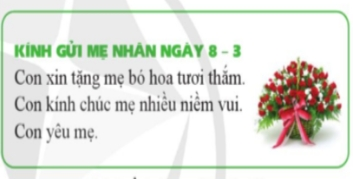 KÍNH GỬI MẸ NHÂN NGÀY 8 - 3
Con xin tặng mẹ bó hoa tươi thắm.
Con kính chúc mẹ nhiều niềm vui.
Con yêu mẹ.